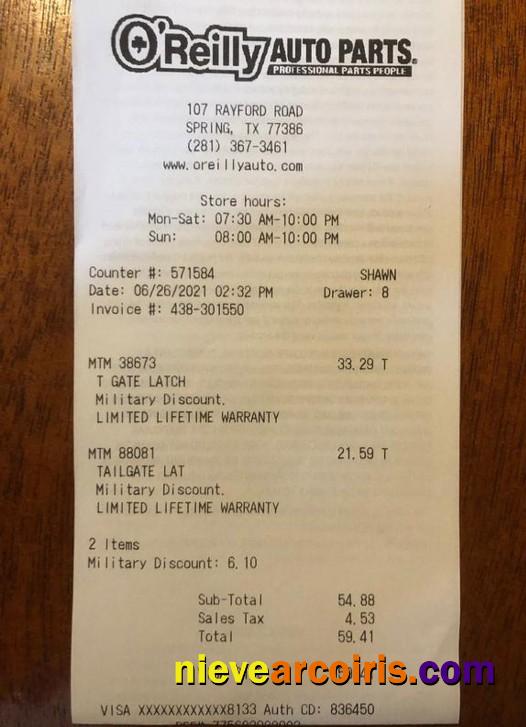 O'Reilly AUTO PARTS.
PROFESSIONAL PARTS PEOPLE
107 RAYFORD ROAD
SPRING, TX 77386
(281) 367-3461
www.oreillyauto.com
Store hours:
Mon-Sat: 07:30 AM-10:00 PM
Sun: 08:00 AM-10:00 PM
Counter #: 571584 SHAWN
Date: 06/26/2021 02:32 PM Drawer: 8
Invoice #: 438-301550
MTM 38673 33.29 T
T GATE LATCH
Military Discount.
LIMITED LIFETIME WARRANTY
MTM 88081 21.59 T
TAILGATE LAT
Military Discount.
LIMITED LIFETIME WARRANTY
2 Items
Military Discount: 6.10
Sub-Total 54.88
Sales Tax 4.53
Total 59.41
nievearcoiris.com
VISA XXXXXXXXXXXX8133 Auth CD: 836450